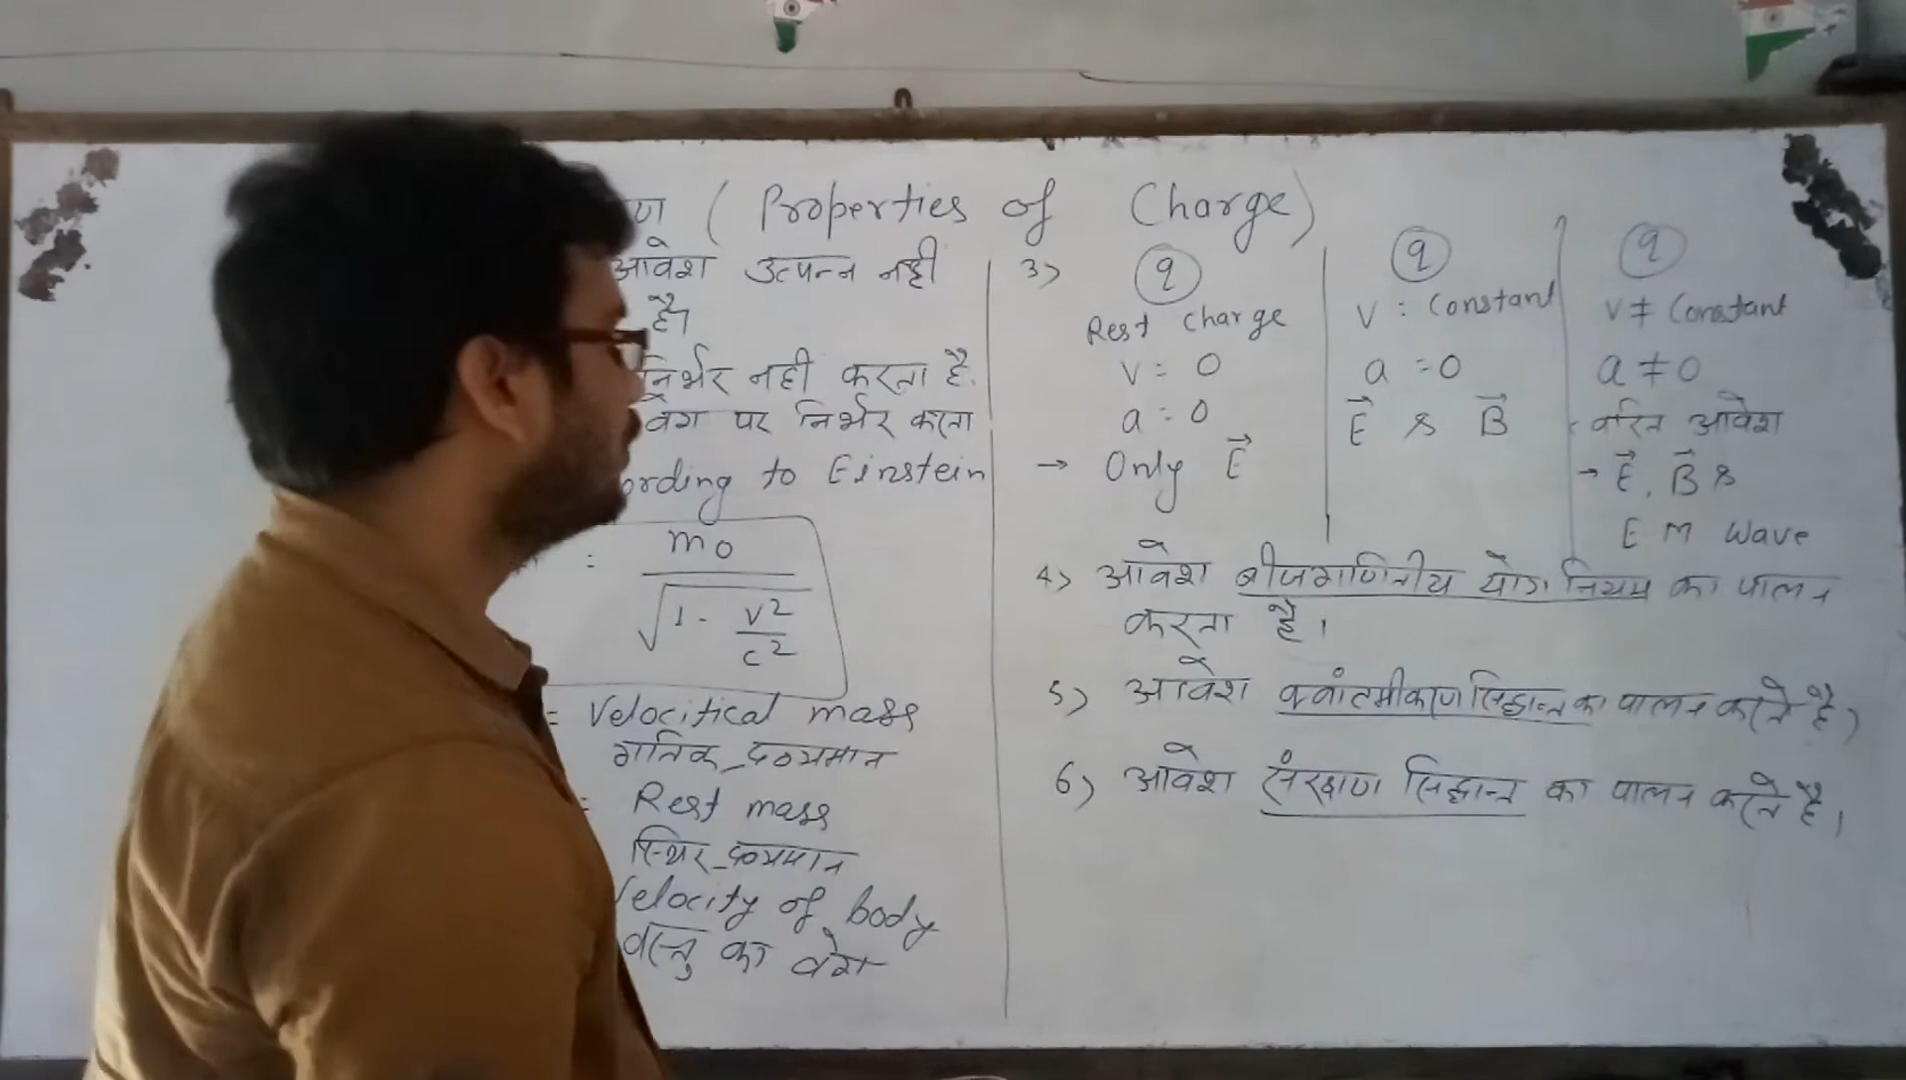 ण ( Properties of Charge)
आवेश उत्पन्न नही
है।
निर्भर नही करता है.
वेग पर निर्भर करता
ording to Einstein
= m0
√1 - v2
c2
= Velocitical mass
गतिक द्रव्यमान
= Rest mass
स्थिर द्रव्यमान
Velocity of body
वस्तु का वेग
3) q
Rest charge
v = 0
a = 0
→ Only E⃗
q
v = Constant
a = 0
E⃗ & B⃗
q
v ≠ Constant
a ≠ 0
त्वरित आवेश
→ E⃗, B⃗ &
E M Wave
4) आवेश बीजगणितीय योग नियम का पालन
करता है।
5) आवेश क्वांतमीकरण सिद्धान्त का पालन करते है)
6) आवेश संरक्षण सिद्धान्त का पालन करते है।